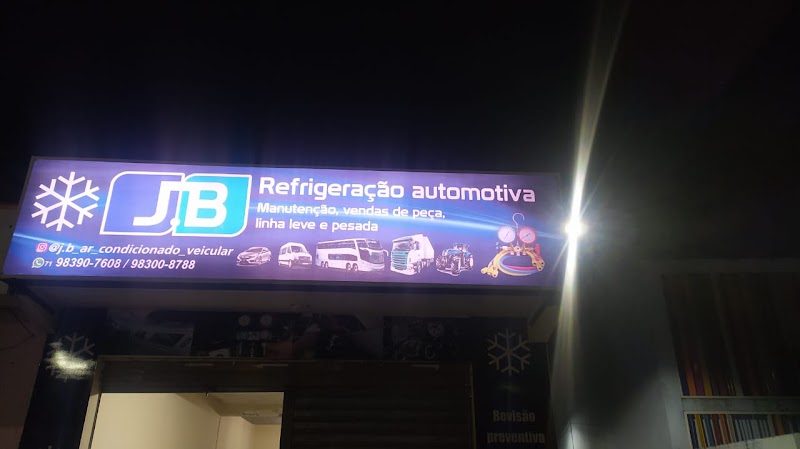 J.B
Refrigeração automotiva
Manutenção, vendas de peça,
linha leve e pesada
@j.b_ar_condicionado_veicular
71 98390-7608 / 98300-8788
Revisão
preventiva